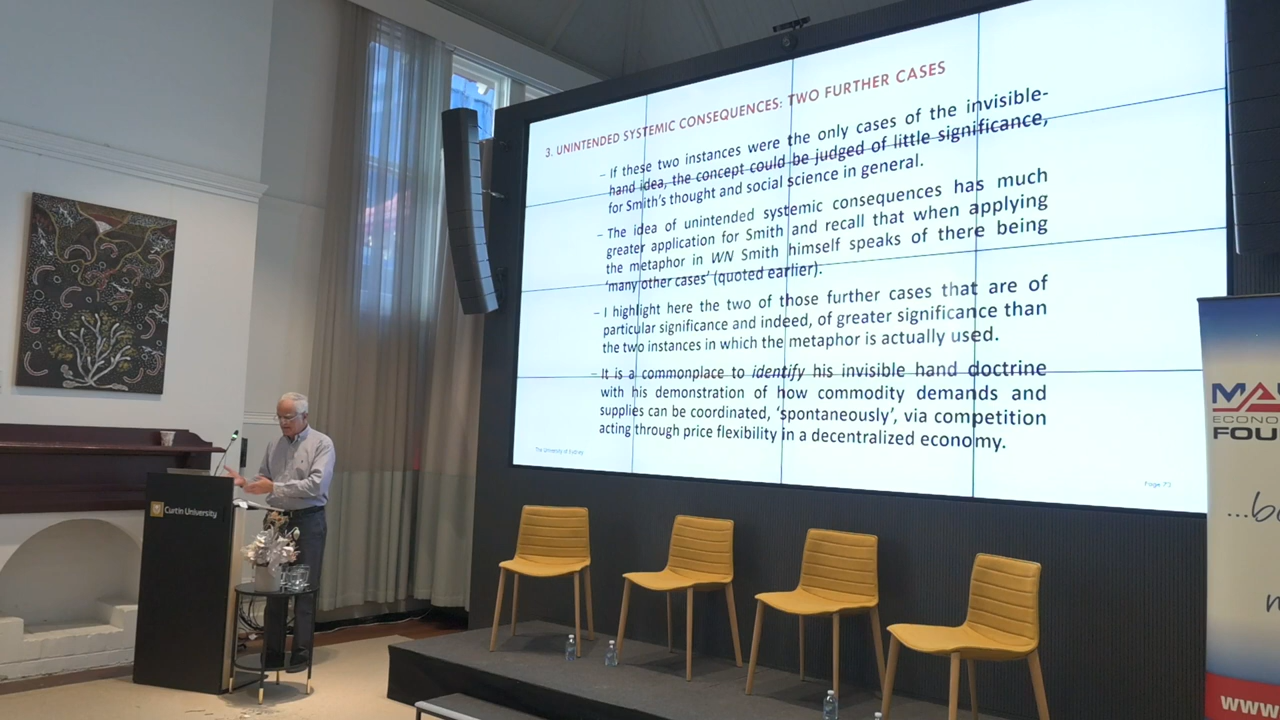 3. UNINTENDED SYSTEMIC CONSEQUENCES: TWO FURTHER CASES
– If these two instances were the only cases of the invisible-
hand idea, the concept could be judged of little significance,
for Smith's thought and social science in general.
– The idea of unintended systemic consequences has much
greater application for Smith and recall that when applying
the metaphor in WN Smith himself speaks of there being
'many other cases' (quoted earlier).
– I highlight here the two of those further cases that are of
particular significance and indeed, of greater significance than
the two instances in which the metaphor is actually used.
– It is a commonplace to identify his invisible hand doctrine
with his demonstration of how commodity demands and
supplies can be coordinated, 'spontaneously', via competition
acting through price flexibility in a decentralized economy.
The University of Sydney
Curtin University
MA
ECONO
FOU
www.